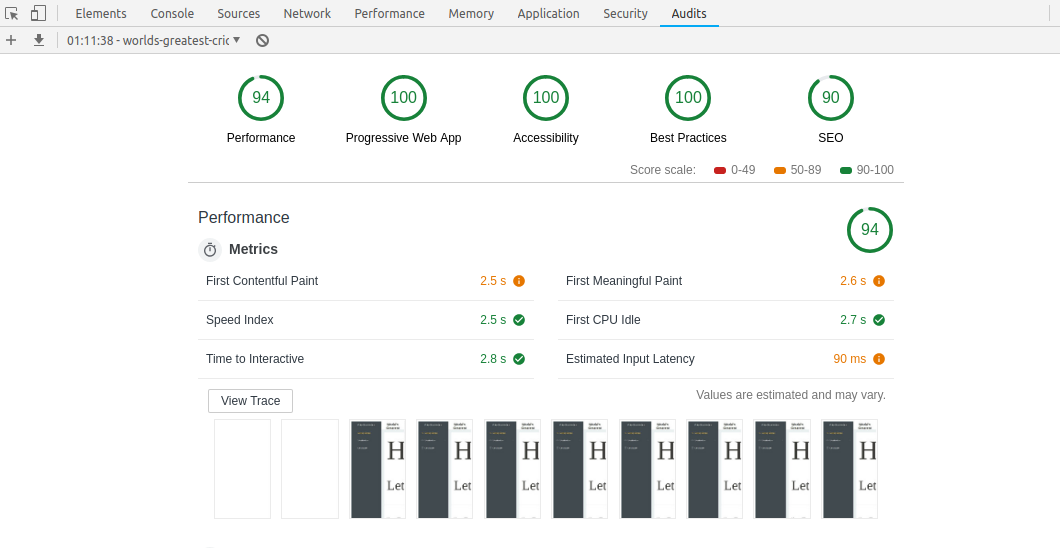 Elements Console Sources Network Performance Memory Application Security Audits
01:11:38 - worlds-greatest-cric
94 100 100 100 90
Performance Progressive Web App Accessibility Best Practices SEO
Score scale: 0-49 50-89 90-100
Performance
94
Metrics
First Contentful Paint 2.5 s First Meaningful Paint 2.6 s
Speed Index 2.5 s First CPU Idle 2.7 s
Time to Interactive 2.8 s Estimated Input Latency 90 ms
View Trace Values are estimated and may vary.
H H H H H H H H
Let Let Let Let Let Let Let Let